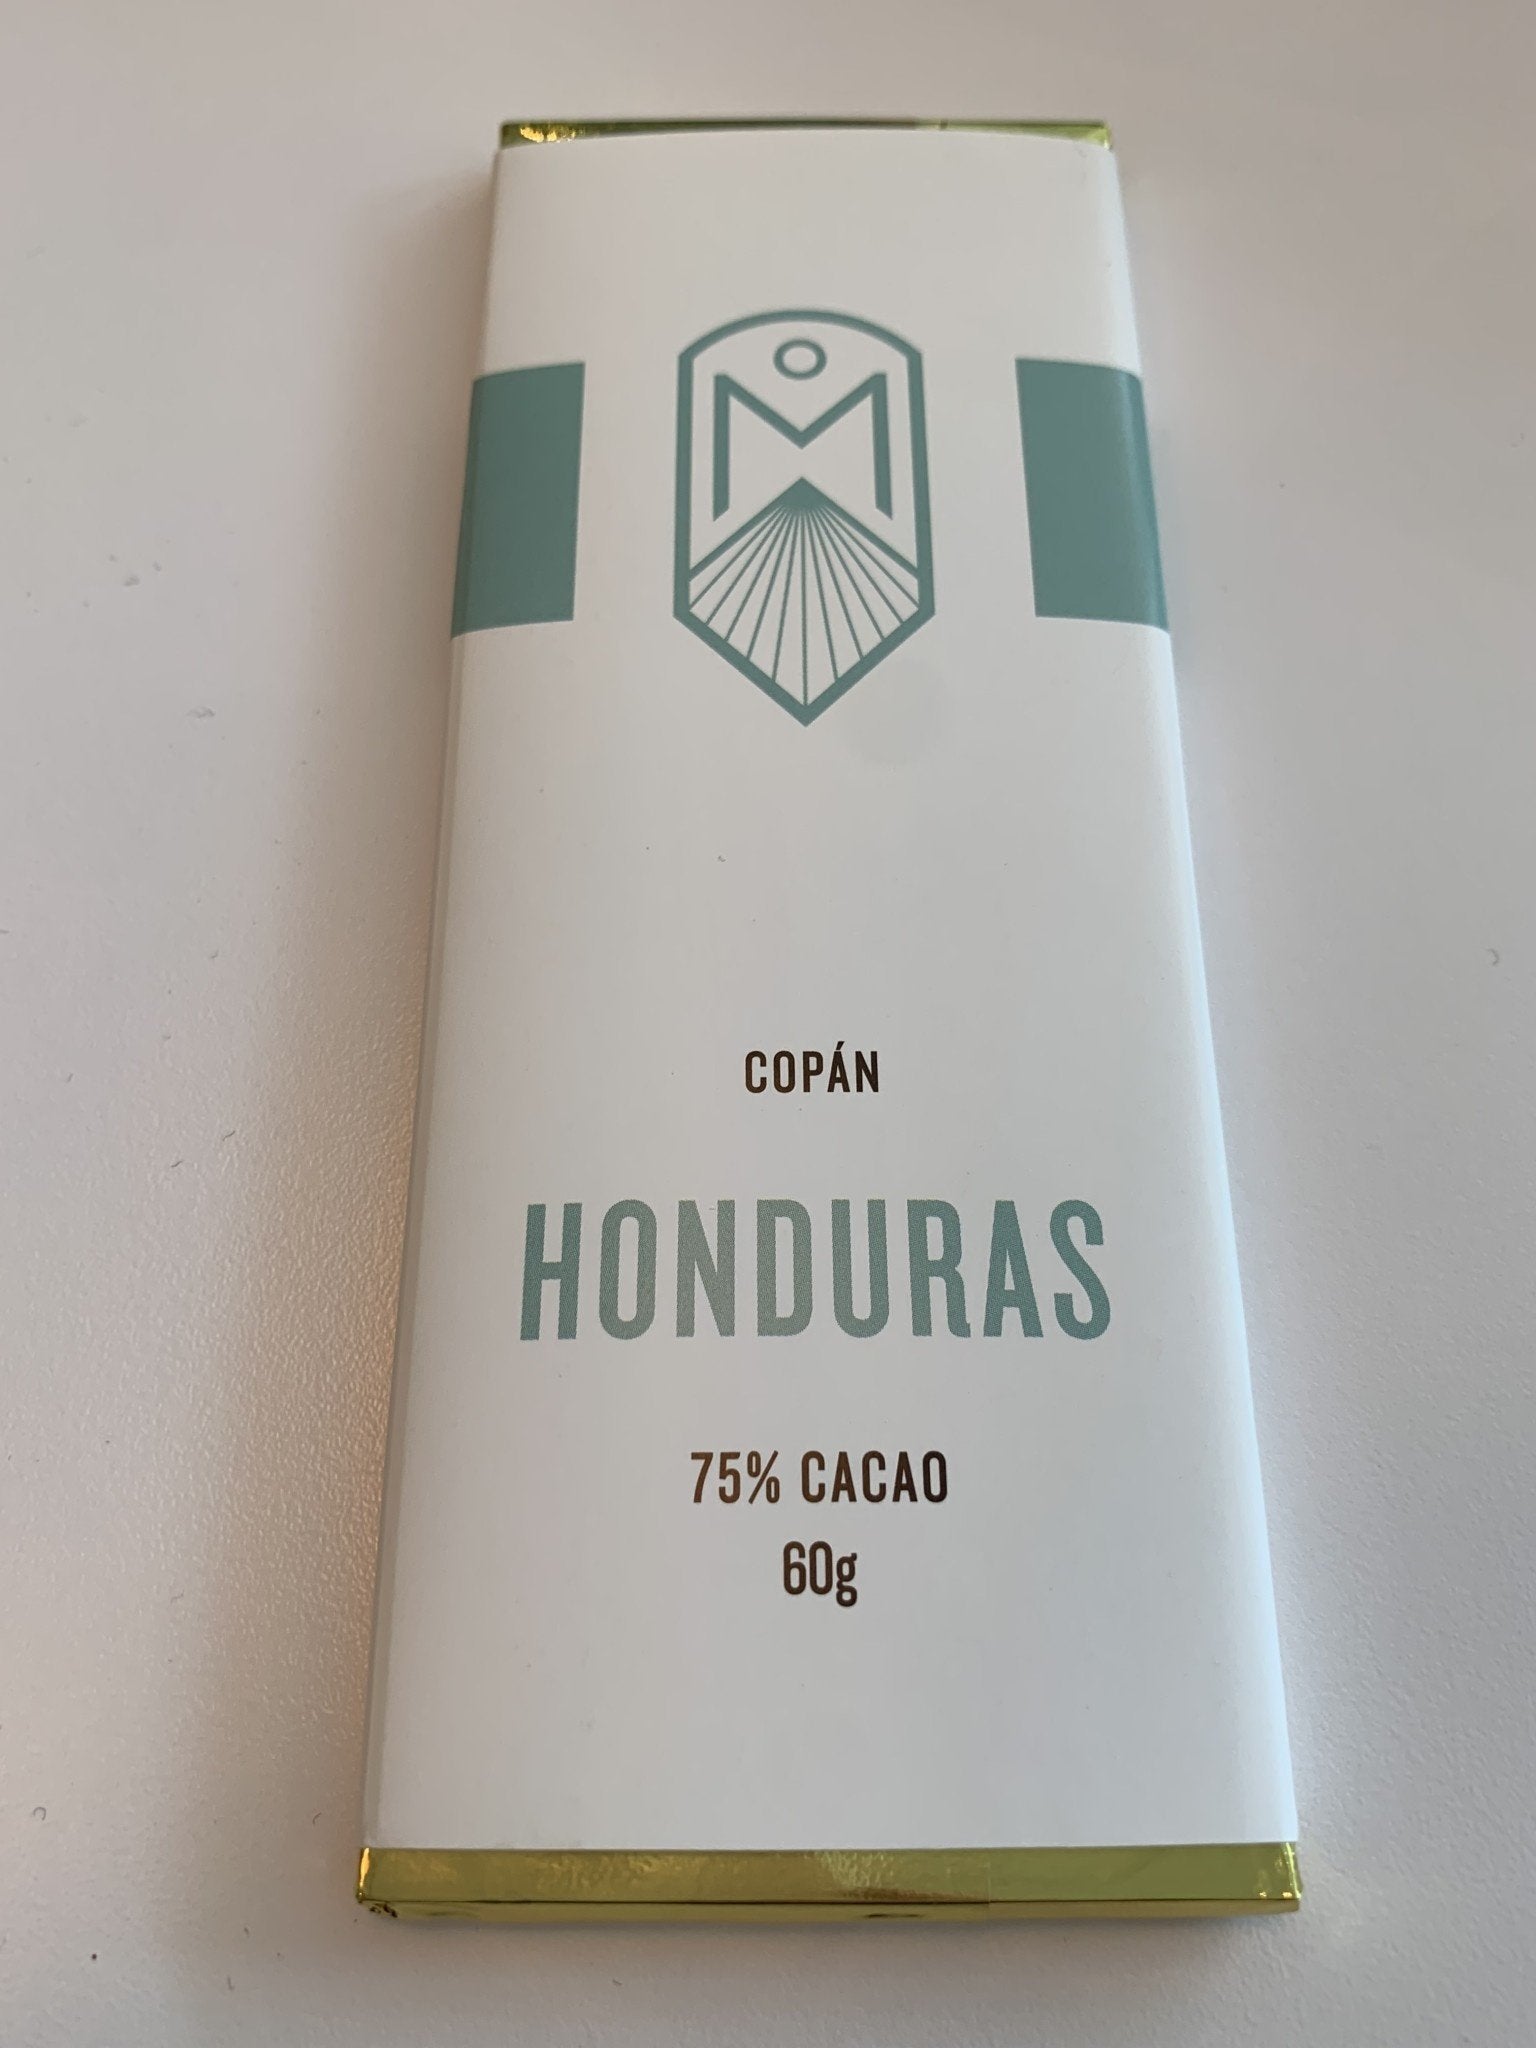 M
COPÁN
HONDURAS
75% CACAO
60g